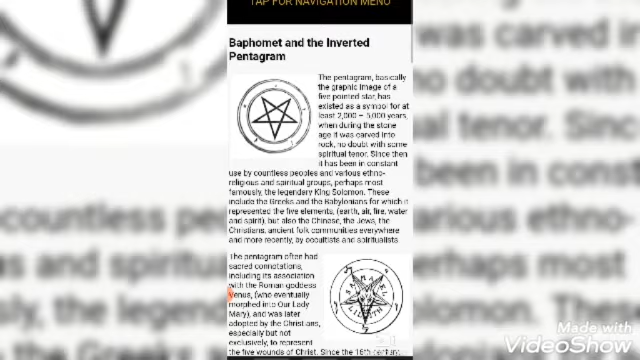 TAP FOR NAVIGATION MENU
Baphomet and the Inverted
Pentagram
The pentagram, basically
the graphic image of a
five pointed star, has
existed as a symbol for at
least 2,000 – 5,000 years,
when during the stone
age it was carved into
rock, no doubt with some
spiritual tenor. Since then
it has been in constant
use by countless peoples and various ethno-
religious and spiritual groups, perhaps most
famously, the legendary King Solomon. These
include the Greeks and the Babylonians for which it
represented the five elements, (earth, air, fire, water
and spirit), but also the Chinese, the Jews, the
Christians, ancient folk communities everywhere
and more recently, by occultists and spiritualists.
The pentagram often had
sacred connotations,
including its association
with the Roman goddess
Venus, (who eventually
morphed into Our Lady
Mary), and was later
adopted by the Christians,
especially but not
exclusively, to represent
the five wounds of Christ. Since the 16th century,
Made with
VideoShow